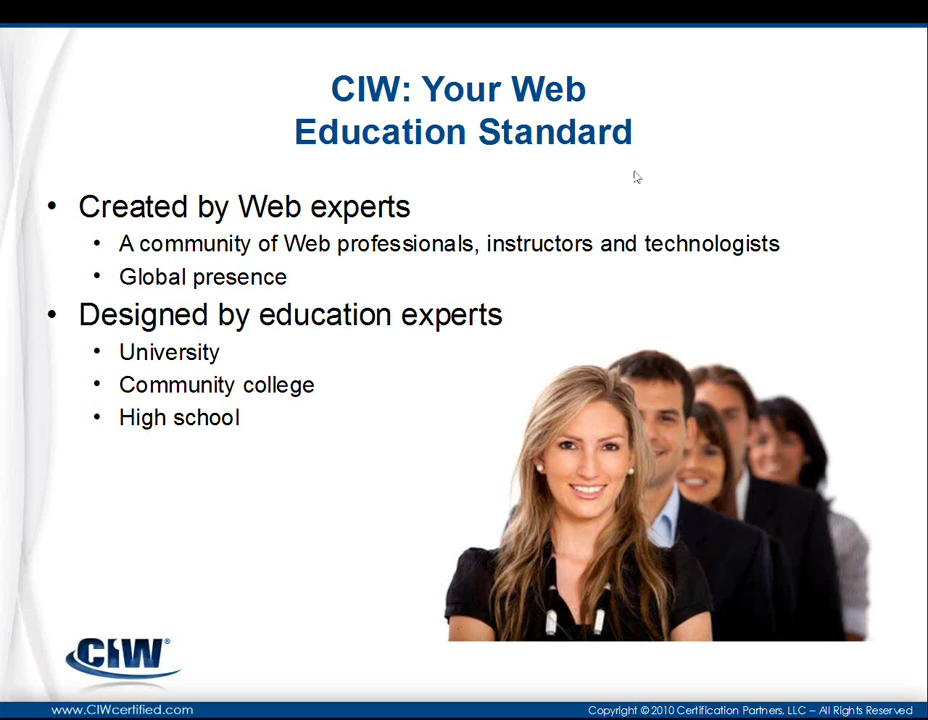 CIW: Your Web
Education Standard
• Created by Web experts
• A community of Web professionals, instructors and technologists
• Global presence
• Designed by education experts
• University
• Community college
• High school
CIW®
www.CIWcertified.com
Copyright © 2010 Certification Partners, LLC – All Rights Reserved